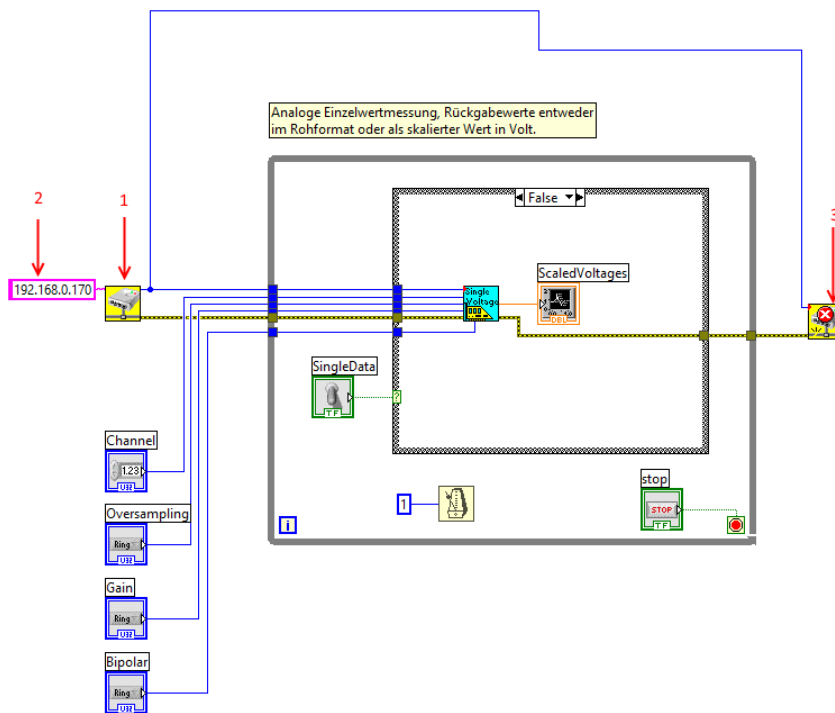 Analoge Einzelwertmessung, Rückgabewerte entweder
im Rohformat oder als skalierter Wert in Volt.
2
1
3
False
192.168.0.170
Single
Voltage
ScaledVoltages
DBL
SingleData
TF
?
Channel
1.23
U32
Oversampling
Ring
U32
Gain
Ring
U32
Bipolar
Ring
U32
1
i
stop
STOP
TF